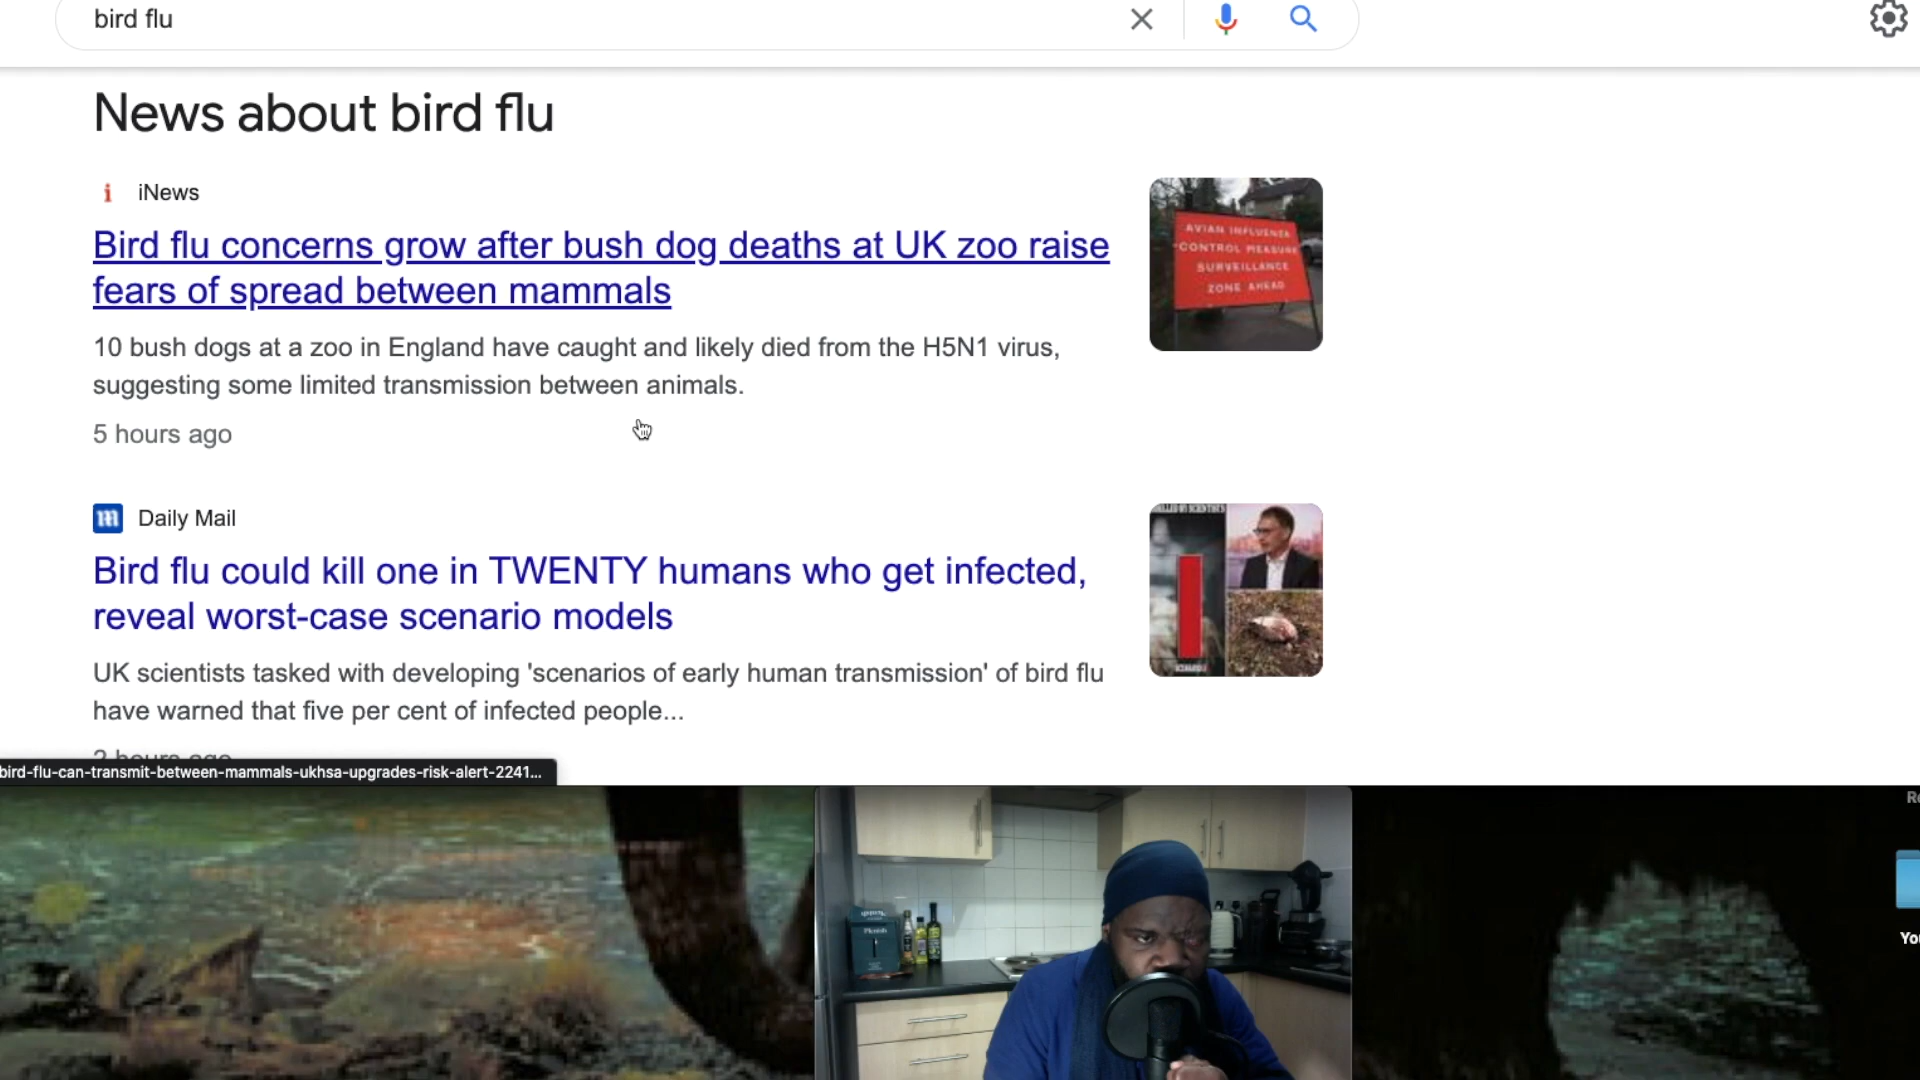 bird flu
News about bird flu
iNews
Bird flu concerns grow after bush dog deaths at UK zoo raise
fears of spread between mammals
10 bush dogs at a zoo in England have caught and likely died from the H5N1 virus,
suggesting some limited transmission between animals.
5 hours ago
AVIAN INFLUENZA
CONTROL MEASURE
SURVEILLANCE
ZONE AHEAD
Daily Mail
Bird flu could kill one in TWENTY humans who get infected,
reveal worst-case scenario models
UK scientists tasked with developing 'scenarios of early human transmission' of bird flu
have warned that five per cent of infected people...
2 hours ago
bird-flu-can-transmit-between-mammals-ukhsa-upgrades-risk-alert-2241...